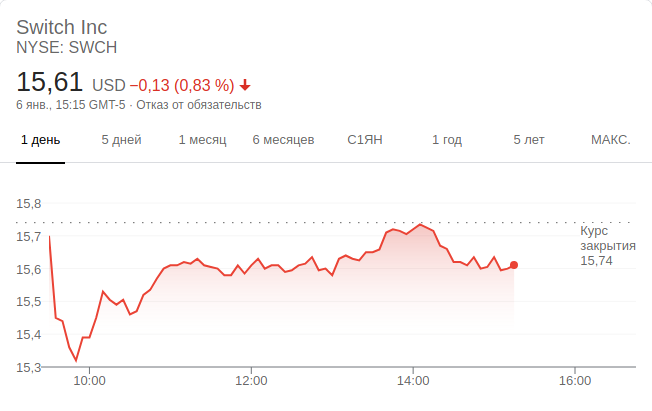 Switch Inc
NYSE: SWCH
15,61 USD −0,13 (0,83 %)
6 янв., 15:15 GMT-5 · Отказ от обязательств
1 день 5 дней 1 месяц 6 месяцев С1ЯН 1 год 5 лет МАКС.
15,8
15,7
15,6
15,5
15,4
15,3
Курс
закрытия
15,74
10:00 12:00 14:00 16:00